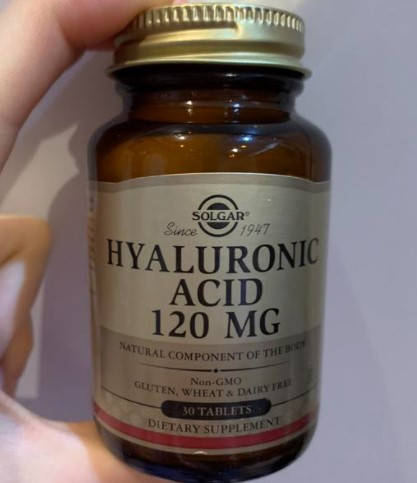 SOLGAR®
Since 1947
HYALURONIC
ACID
120 MG
NATURAL COMPONENT OF THE BODY
Non-GMO
GLUTEN, WHEAT & DAIRY FREE
30 TABLETS
DIETARY SUPPLEMENT